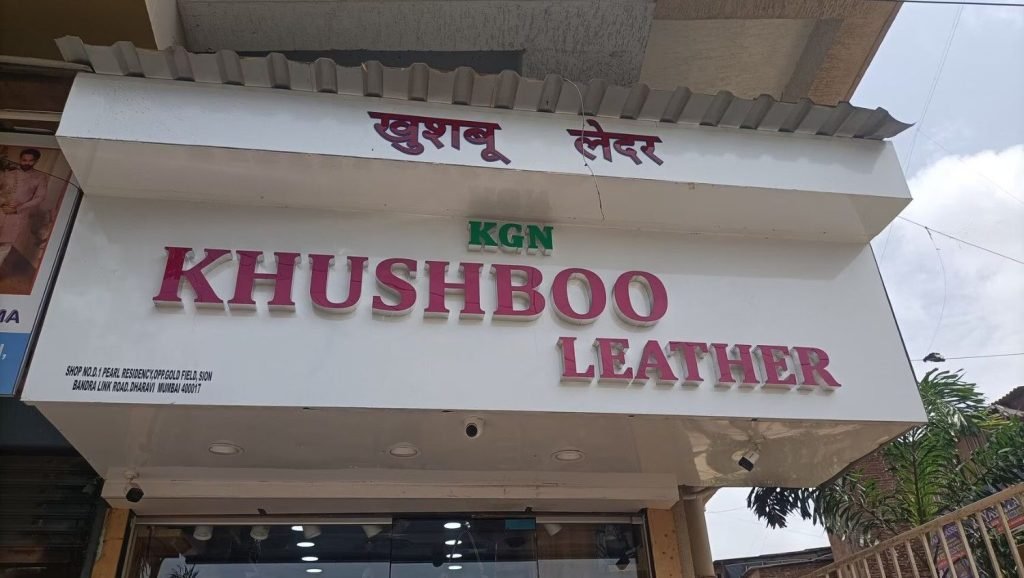 खुशबू लेदर
KGN
KHUSHBOO
LEATHER
SHOP NO.D.1 PEARL RESIDENCY,OPP.GOLD FIELD, SION
BANDRA LINK ROAD, DHARAVI MUMBAI 400017